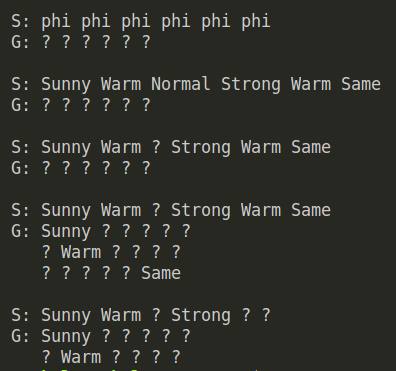 S: phi phi phi phi phi phi
G: ? ? ? ? ? ?
S: Sunny Warm Normal Strong Warm Same
G: ? ? ? ? ? ?
S: Sunny Warm ? Strong Warm Same
G: ? ? ? ? ? ?
S: Sunny Warm ? Strong Warm Same
G: Sunny ? ? ? ? ?
? Warm ? ? ? ?
? ? ? ? ? Same
S: Sunny Warm ? Strong ? ?
G: Sunny ? ? ? ? ?
? Warm ? ? ? ?